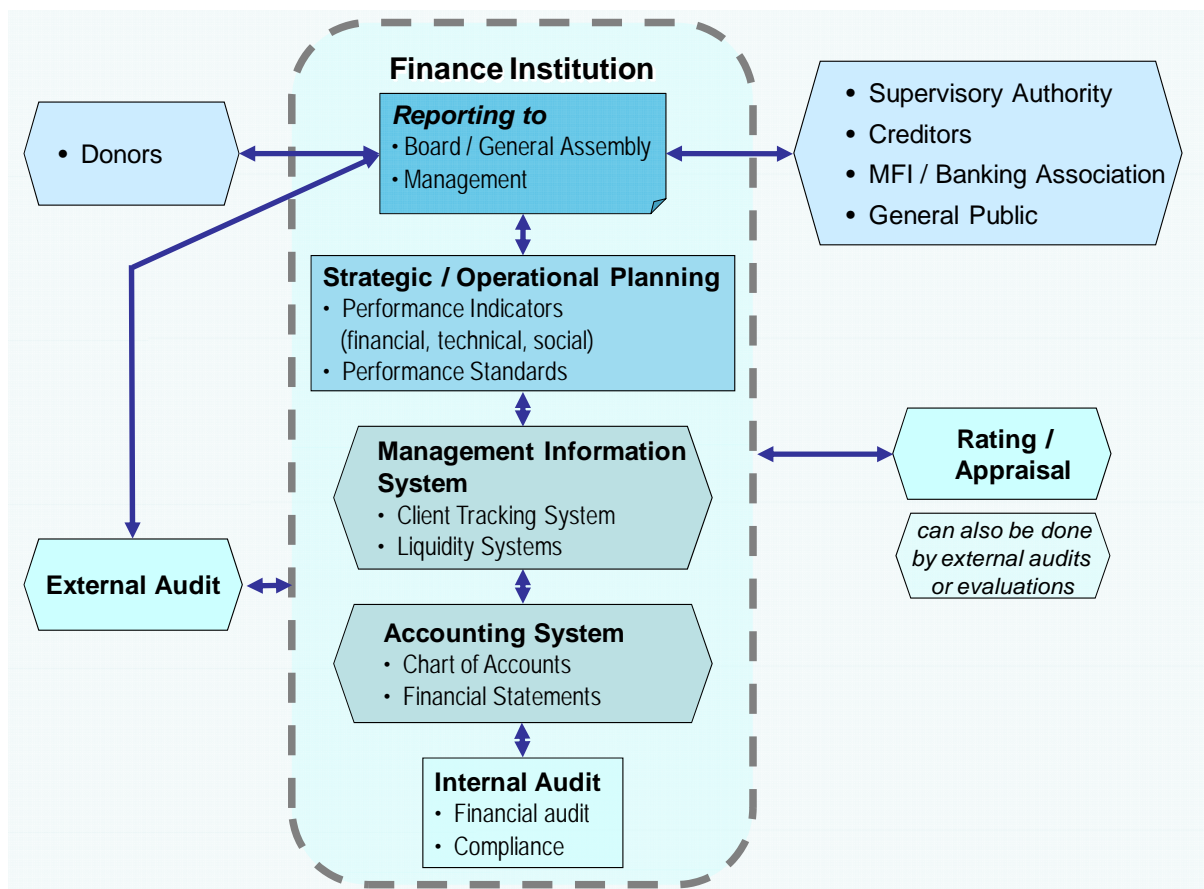 Finance Institution
Reporting to
• Board / General Assembly
• Management
• Donors
• Supervisory Authority
• Creditors
• MFI / Banking Association
• General Public
Strategic / Operational Planning
• Performance Indicators
(financial, technical, social)
• Performance Standards
Management Information
System
• Client Tracking System
• Liquidity Systems
Rating /
Appraisal
can also be done
by external audits
or evaluations
External Audit
Accounting System
• Chart of Accounts
• Financial Statements
Internal Audit
• Financial audit
• Compliance